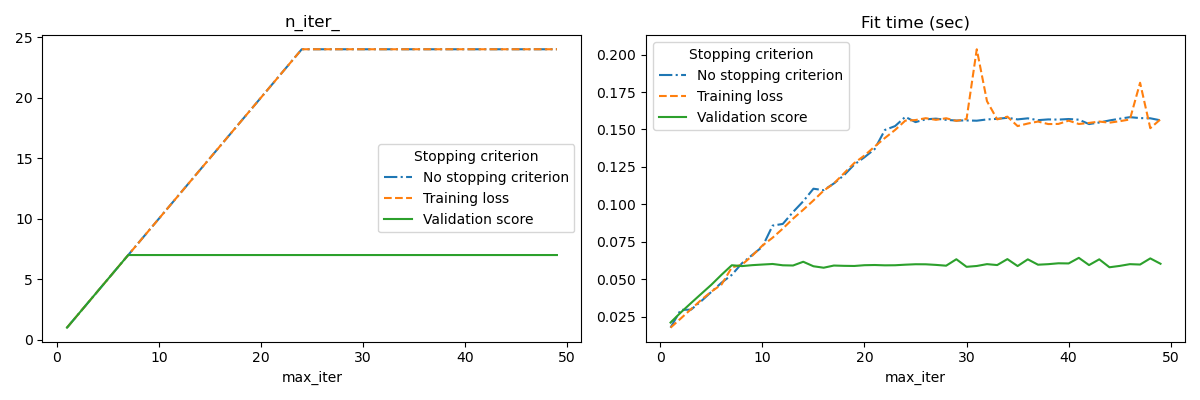 n_iter_
25
20
15
10
5
0
Stopping criterion
No stopping criterion
Training loss
Validation score
0 10 20 30 40 50
max_iter
Fit time (sec)
0.200
0.175
0.150
0.125
0.100
0.075
0.050
0.025
Stopping criterion
No stopping criterion
Training loss
Validation score
0 10 20 30 40 50
max_iter